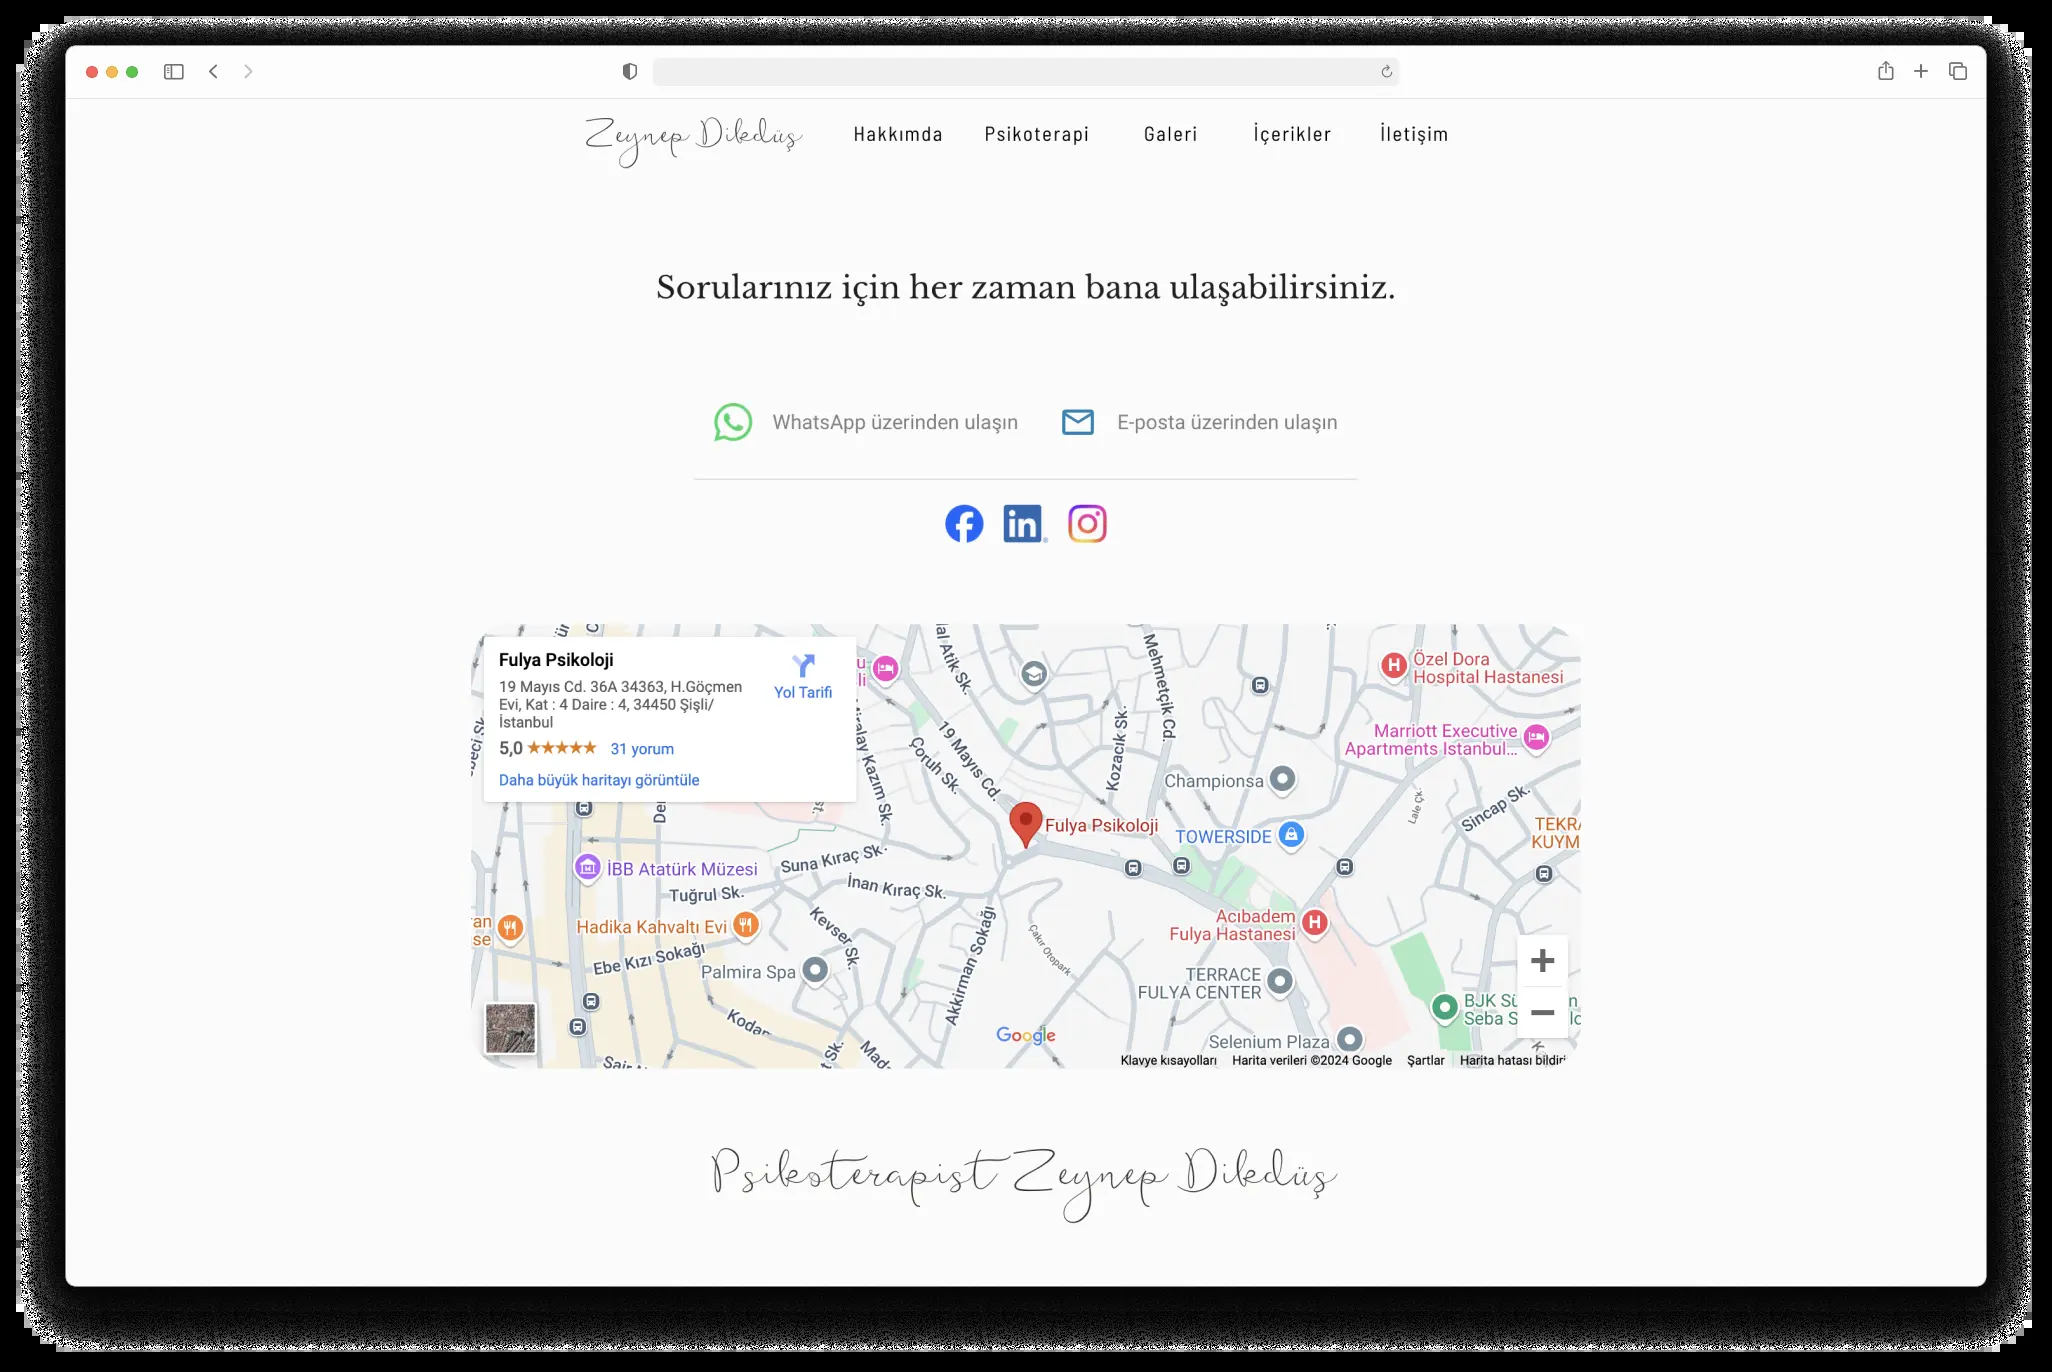 Zeynep Dikdüş
Hakkımda
Psikoterapi
Galeri
İçerikler
İletişim
Sorularınız için her zaman bana ulaşabilirsiniz.
WhatsApp üzerinden ulaşın
E-posta üzerinden ulaşın
in
Fulya Psikoloji
19 Mayıs Cd. 36A 34363, H.Göçmen
Evi, Kat : 4 Daire : 4, 34450 Şişli/
İstanbul
5,0
31 yorum
Daha büyük haritayı görüntüle
Yol Tarifi
Mehmetçik Cd.
Özel Dora
Hospital Hastanesi
Marriott Executive
Apartments Istanbul...
Kozacık Sk.
19 Mayıs Cd.
Çoruh Sk.
Miralay Kazım Sk.
Atik Sk.
Championsa
Lale Çk.
Sincap Sk.
Fulya Psikoloji
TOWERSIDE
TEKRA
KUYM
İBB Atatürk Müzesi
Suna Kıraç Sk.
Tuğrul Sk.
İnan Kıraç Sk.
Hadika Kahvaltı Evi
Kevser Sk.
Akkirman Sokağı
Çakır Otopark
Acıbadem
Fulya Hastanesi
Ebe Kızı Sokağı
Palmira Spa
TERRACE
FULYA CENTER
BJK Sü
Seba S
Google
Selenium Plaza
Klavye kısayolları
Harita verileri ©2024 Google
Şartlar
Harita hatası bildiri
Psikoterapist Zeynep Dikdüş